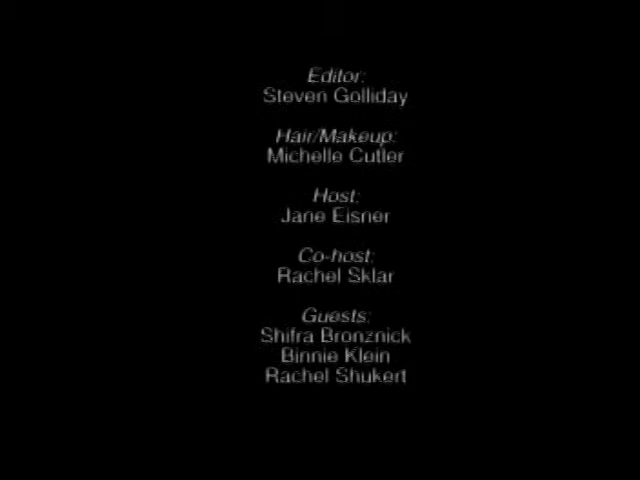 Editor:
Steven Golliday
Hair/Makeup:
Michelle Cutler
Host:
Jane Eisner
Co-host:
Rachel Sklar
Guests:
Shifra Bronznick
Binnie Klein
Rachel Shukert